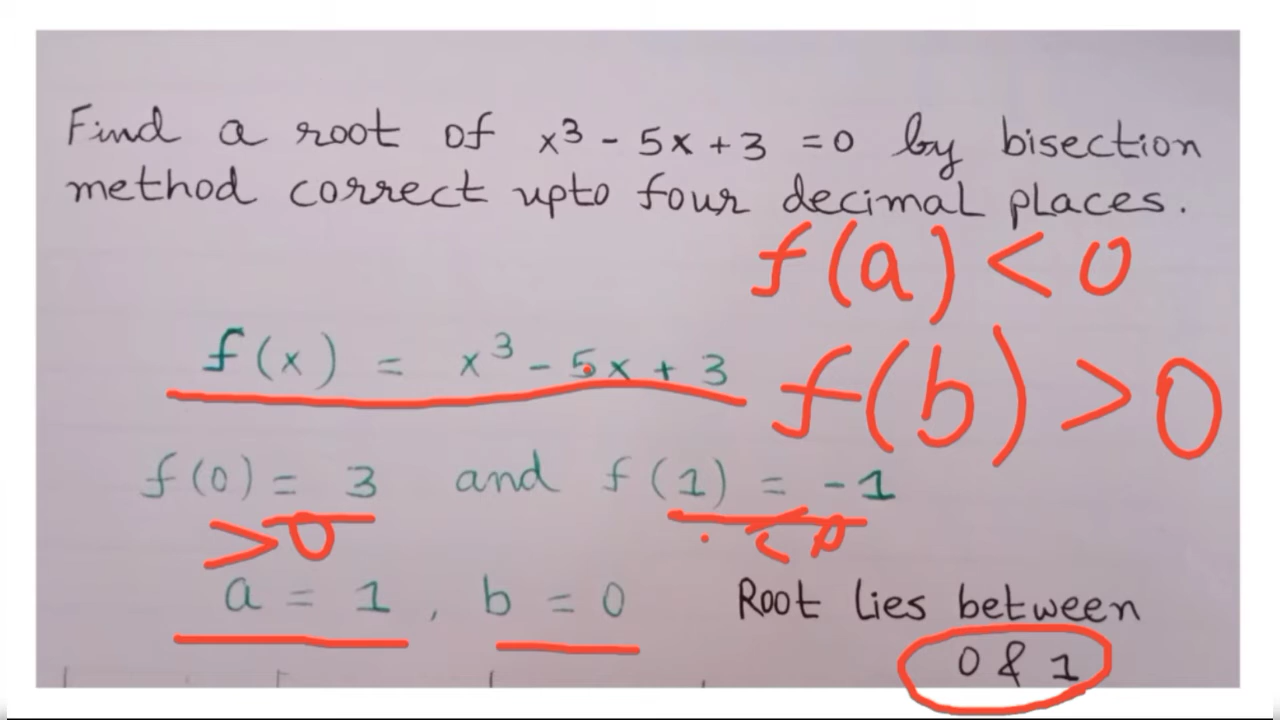 Find a root of x³ - 5x + 3 = 0 by bisection
method correct upto four decimal places.
f(a) < 0
f(x) = x³ - 5x + 3
f(b) > 0
f(0) = 3 and f(1) = -1
> 0 < 0
a = 1 , b = 0 Root lies between
0 & 1